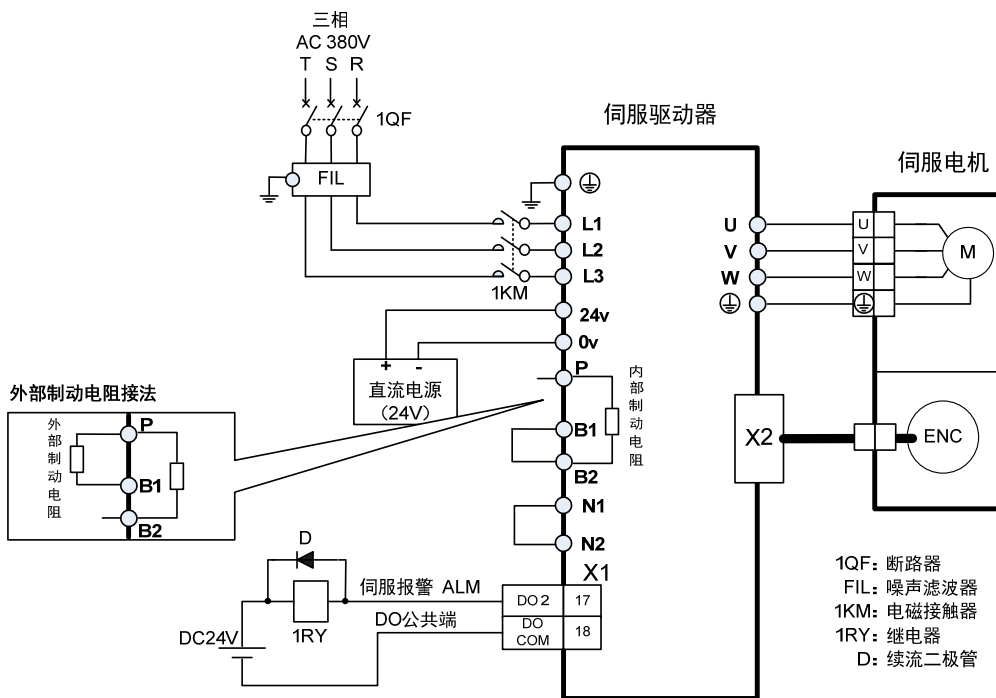 三相
AC 380V
T S R
1QF
FIL
伺服驱动器
伺服电机
L1
L2
L3
1KM
24v
0v
U
V
W
U
V
W
M
+ -
直流电源
(24V)
P
B1
B2
内部制动电阻
N1
N2
X2
ENC
外部制动电阻接法
外部制动电阻
P
B1
B2
X1
D
伺服报警 ALM
DO公共端
1RY
DC24V
DO 2 17
DO COM 18
1QF: 断路器
FIL: 噪声滤波器
1KM: 电磁接触器
1RY: 继电器
D: 续流二极管